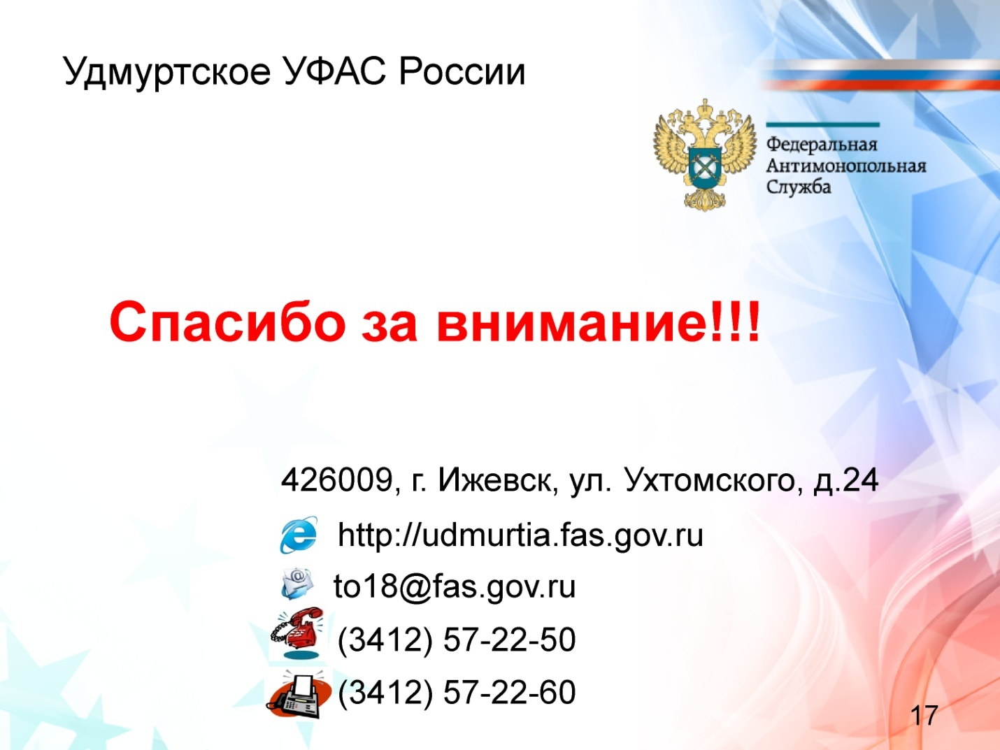 Удмуртское УФАС России
Федеральная
Антимонопольная
Служба
Спасибо за внимание!!!
426009, г. Ижевск, ул. Ухтомского, д.24
http://udmurtia.fas.gov.ru
to18@fas.gov.ru
(3412) 57-22-50
(3412) 57-22-60
17